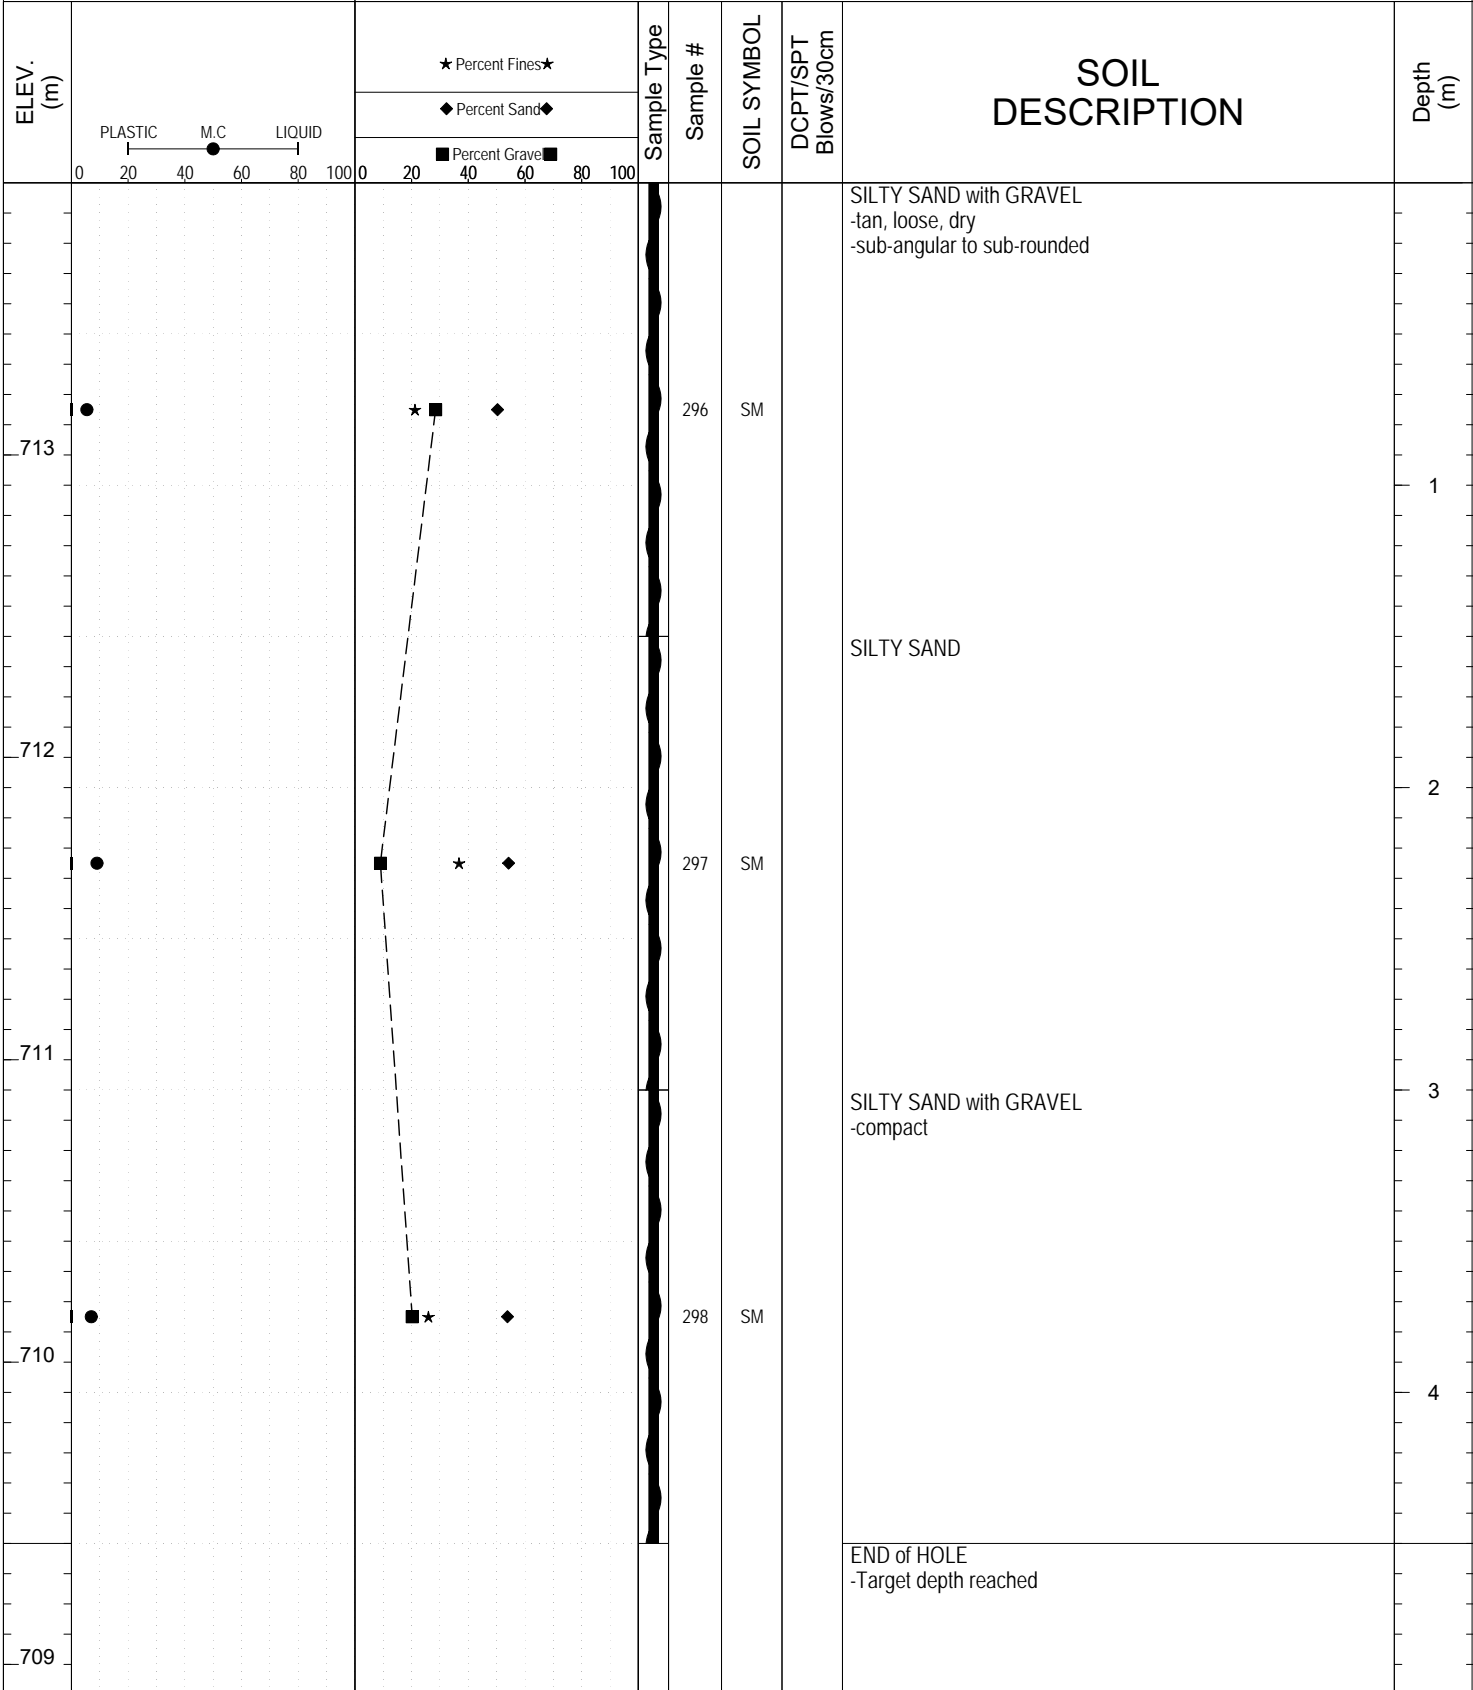 ELEV.
(m)
PLASTIC M.C LIQUID
0 20 40 60 80 100
★ Percent Fines ★
◆ Percent Sand ◆
■ Percent Gravel ■
0 20 40 60 80 100
Sample Type
Sample #
SOIL SYMBOL
DCPT/SPT
Blows/30cm
SOIL
DESCRIPTION
Depth
(m)
SILTY SAND with GRAVEL
-tan, loose, dry
-sub-angular to sub-rounded
296 SM
713
1
SILTY SAND
712
2
297 SM
711
3
SILTY SAND with GRAVEL
-compact
298 SM
710
4
END of HOLE
-Target depth reached
709